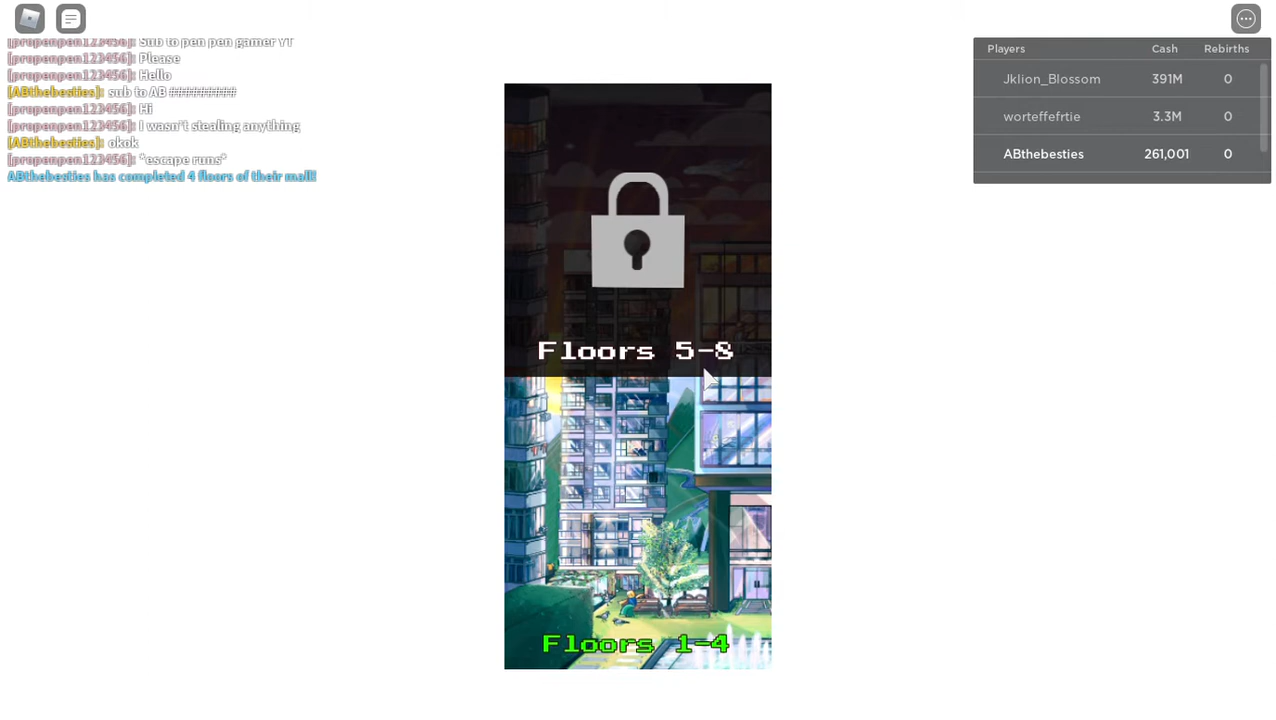 [propenpen123456]: Sub to pen pen gamer YT
[propenpen123456]: Please
[propenpen123456]: Hello
[ABthebesties]: sub to AB #########
[propenpen123456]: Hi
[propenpen123456]: I wasn't stealing anything
[ABthebesties]: okok
[propenpen123456]: *escape runs*
ABthebesties has completed 4 floors of their mall!
Players Cash Rebirths
Jklion_Blossom 391M 0
worteffefrtie 3.3M 0
ABthebesties 261,001 0
Floors 5-8
Floors 1-4